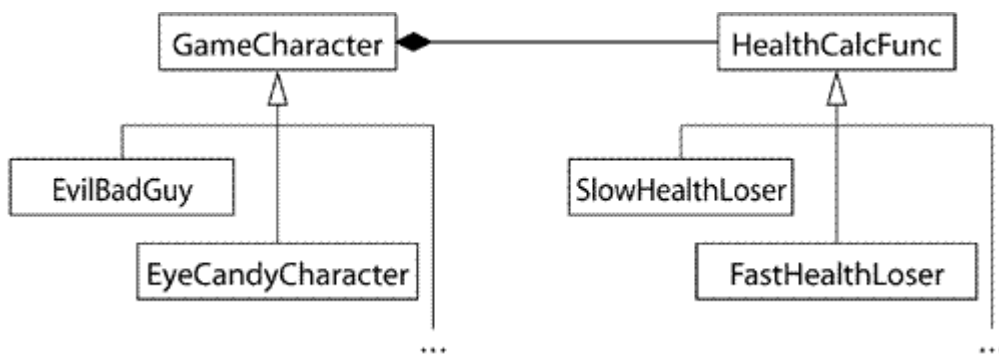 GameCharacter
HealthCalcFunc
EvilBadGuy
SlowHealthLoser
EyeCandyCharacter
FastHealthLoser
...
..